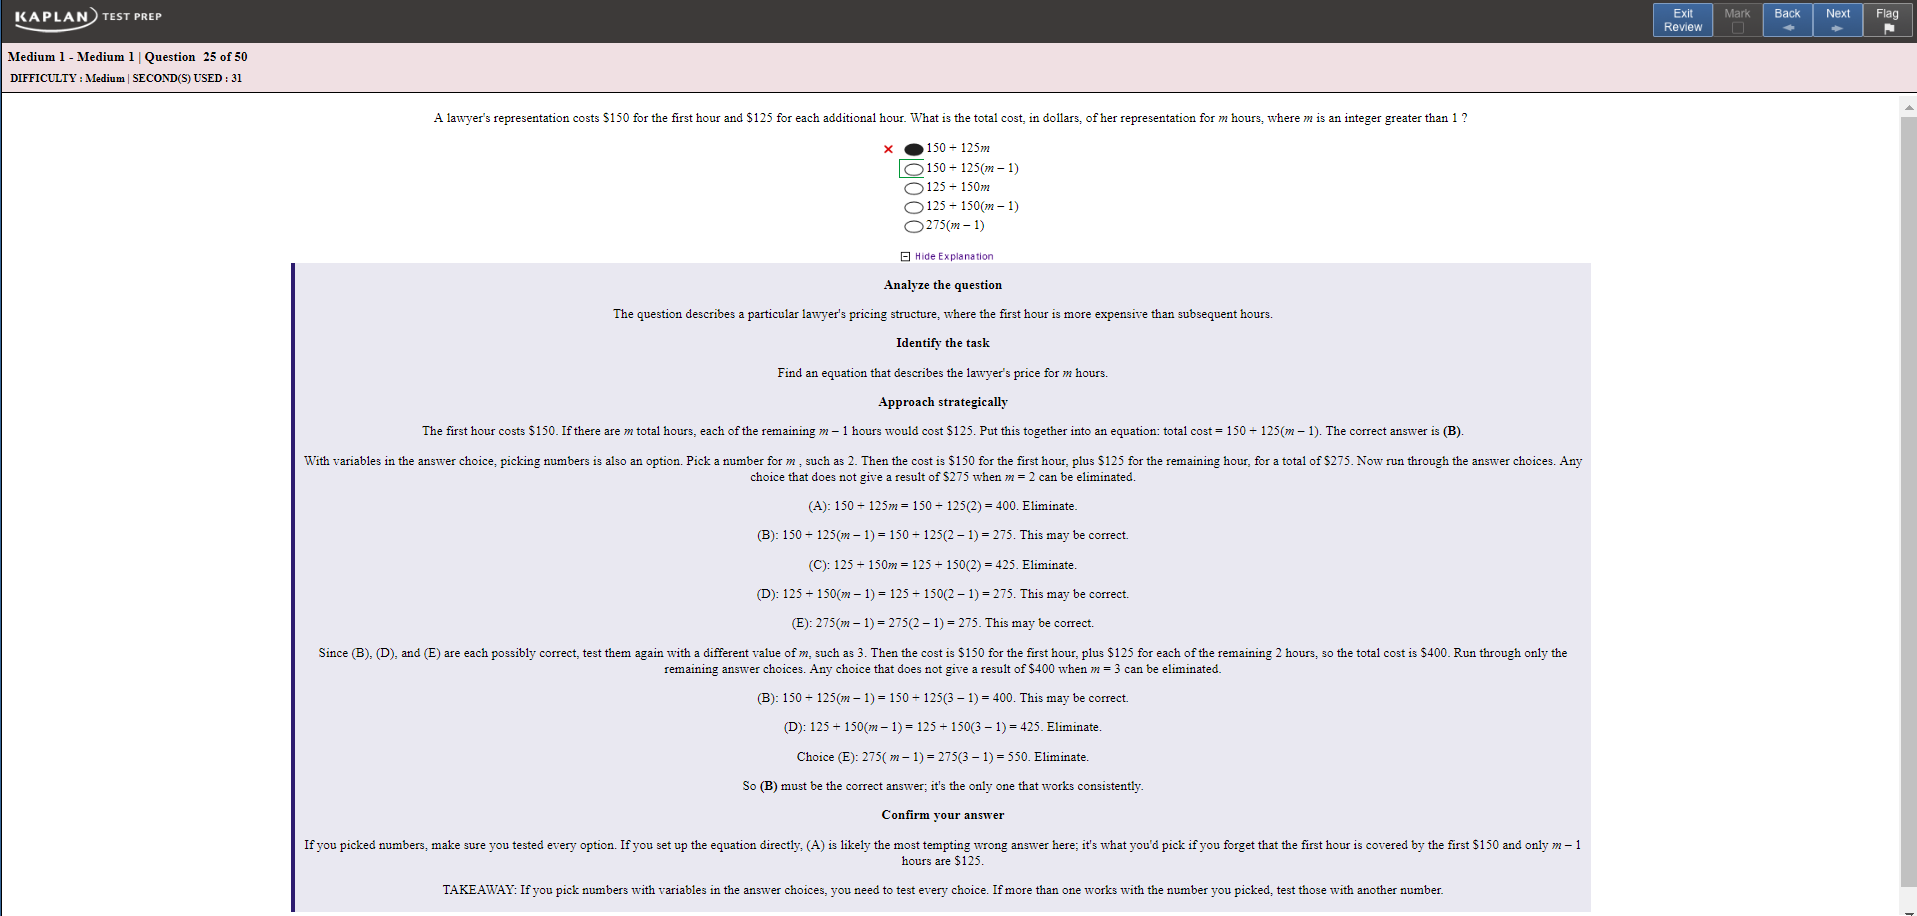 KAPLAN TEST PREP
Exit Review
Mark
Back
Next
Flag
Medium 1 - Medium 1 | Question 25 of 50
DIFFICULTY : Medium | SECOND(S) USED : 31
A lawyer's representation costs $150 for the first hour and $125 for each additional hour. What is the total cost, in dollars, of her representation for m hours, where m is an integer greater than 1 ?
150 + 125m
150 + 125(m – 1)
125 + 150m
125 + 150(m – 1)
275(m – 1)
Hide Explanation
Analyze the question
The question describes a particular lawyer's pricing structure, where the first hour is more expensive than subsequent hours.
Identify the task
Find an equation that describes the lawyer's price for m hours.
Approach strategically
The first hour costs $150. If there are m total hours, each of the remaining m – 1 hours would cost $125. Put this together into an equation: total cost = 150 + 125(m – 1). The correct answer is (B).
With variables in the answer choice, picking numbers is also an option. Pick a number for m , such as 2. Then the cost is $150 for the first hour, plus $125 for the remaining hour, for a total of $275. Now run through the answer choices. Any
choice that does not give a result of $275 when m = 2 can be eliminated.
(A): 150 + 125m = 150 + 125(2) = 400. Eliminate.
(B): 150 + 125(m – 1) = 150 + 125(2 – 1) = 275. This may be correct.
(C): 125 + 150m = 125 + 150(2) = 425. Eliminate.
(D): 125 + 150(m – 1) = 125 + 150(2 – 1) = 275. This may be correct.
(E): 275(m – 1) = 275(2 – 1) = 275. This may be correct.
Since (B), (D), and (E) are each possibly correct, test them again with a different value of m, such as 3. Then the cost is $150 for the first hour, plus $125 for each of the remaining 2 hours, so the total cost is $400. Run through only the
remaining answer choices. Any choice that does not give a result of $400 when m = 3 can be eliminated.
(B): 150 + 125(m – 1) = 150 + 125(3 – 1) = 400. This may be correct.
(D): 125 + 150(m – 1) = 125 + 150(3 – 1) = 425. Eliminate.
Choice (E): 275( m – 1) = 275(3 – 1) = 550. Eliminate.
So (B) must be the correct answer; it's the only one that works consistently.
Confirm your answer
If you picked numbers, make sure you tested every option. If you set up the equation directly, (A) is likely the most tempting wrong answer here; it's what you'd pick if you forget that the first hour is covered by the first $150 and only m – 1
hours are $125.
TAKEAWAY: If you pick numbers with variables in the answer choices, you need to test every choice. If more than one works with the number you picked, test those with another number.